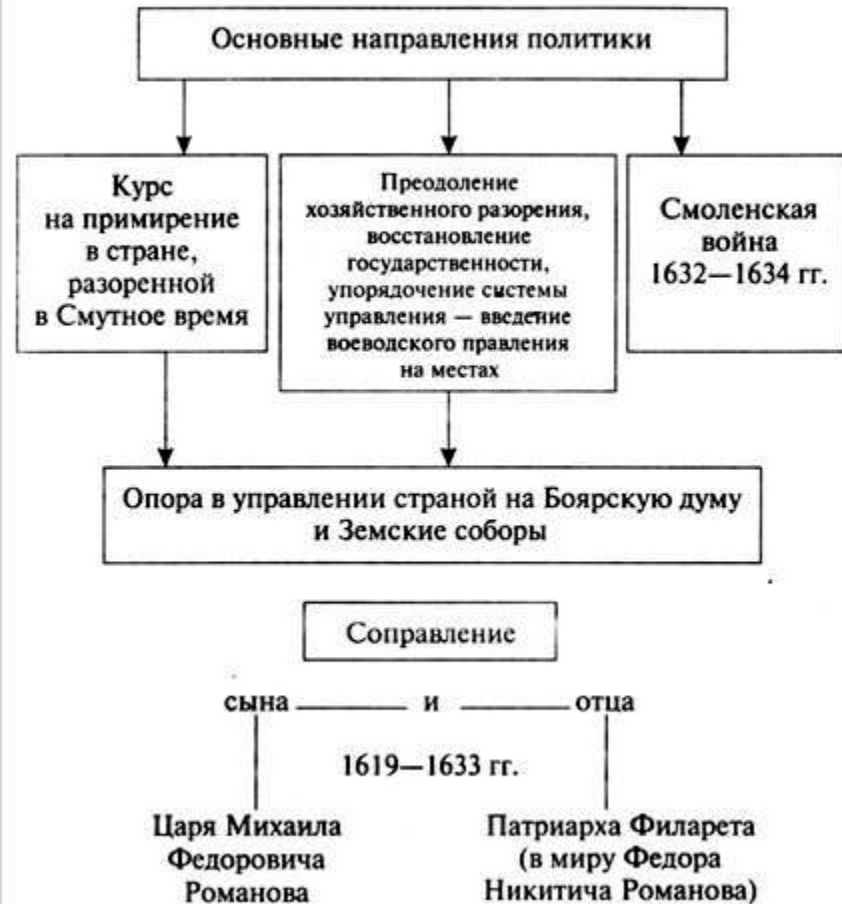 Основные направления политики
Курс
на примирение
в стране,
разоренной
в Смутное время
Преодоление
хозяйственного разорения,
восстановление
государственности,
упорядочение системы
управления — введение
воеводского правления
на местах
Смоленская
война
1632—1634 гг.
Опора в управлении страной на Боярскую думу
и Земские соборы
Соправление
сына и отца
1619—1633 гг.
Царя Михаила
Федоровича
Романова
Патриарха Филарета
(в миру Федора
Никитича Романова)